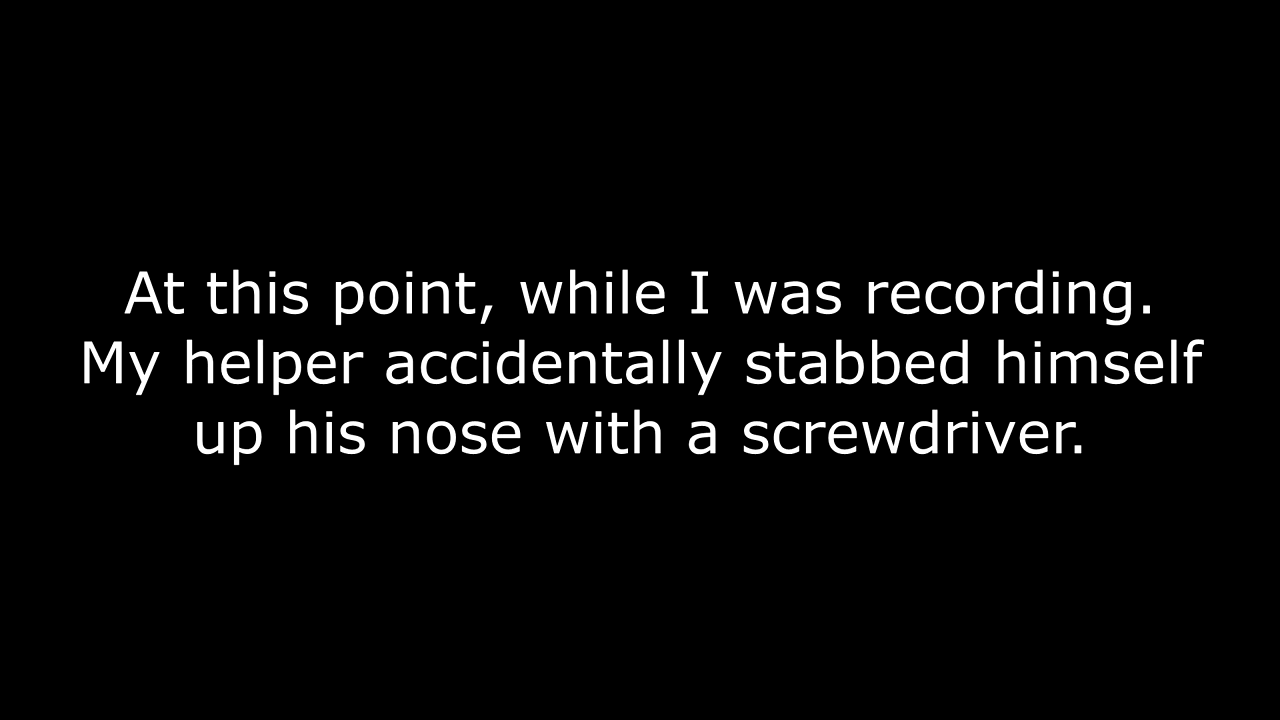 At this point, while I was recording.
My helper accidentally stabbed himself
up his nose with a screwdriver.